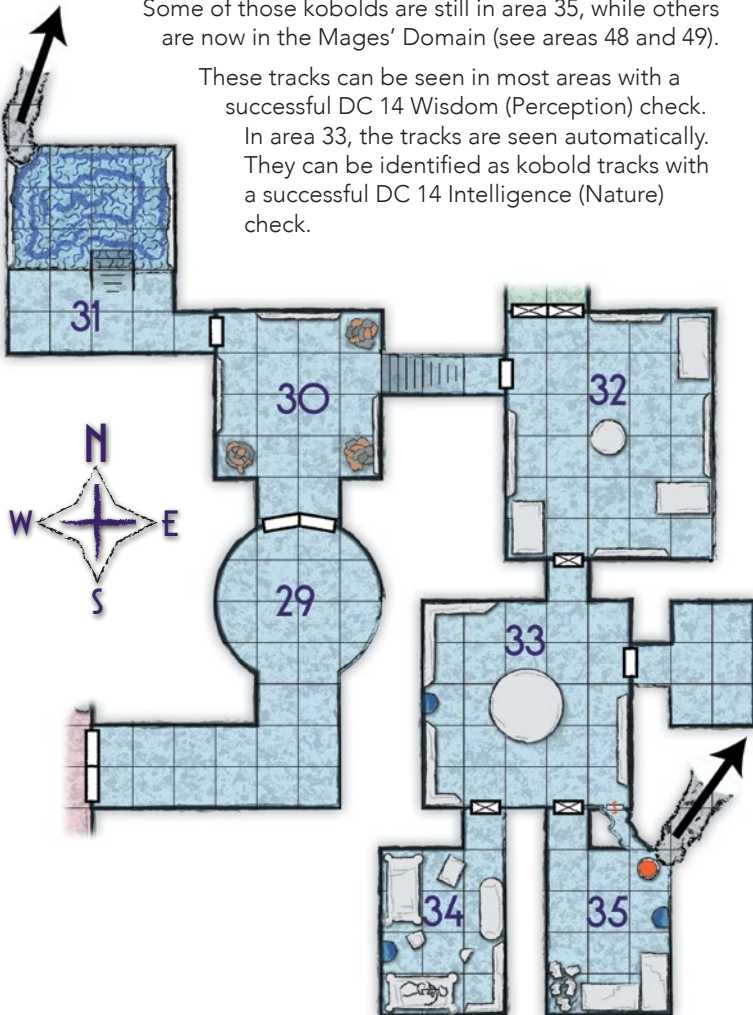 Some of those kobolds are still in area 35, while others
are now in the Mages’ Domain (see areas 48 and 49).
These tracks can be seen in most areas with a
successful DC 14 Wisdom (Perception) check.
In area 33, the tracks are seen automatically.
They can be identified as kobold tracks with
a successful DC 14 Intelligence (Nature)
check.
31
30
32
N
W E
S
29
33
S
34
35